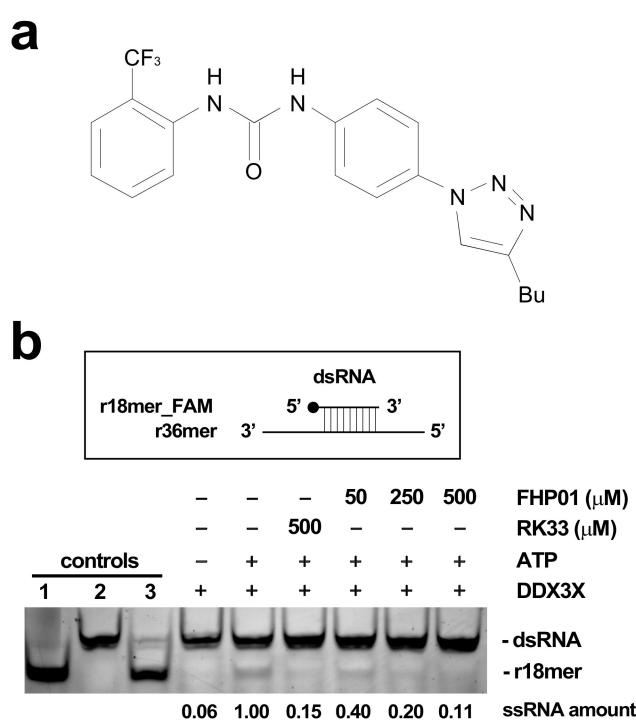 a
CF₃
H H
N N
O
N N
N
Bu
b
dsRNA
r18mer_FAM 5' 3'
r36mer 3' 5'
– – – 50 250 500 FHP01 (μM)
– – 500 – – – RK33 (μM)
controls – + + + + + ATP
1 2 3 + + + + + + DDX3X
- dsRNA
- r18mer
0.06 1.00 0.15 0.40 0.20 0.11 ssRNA amount